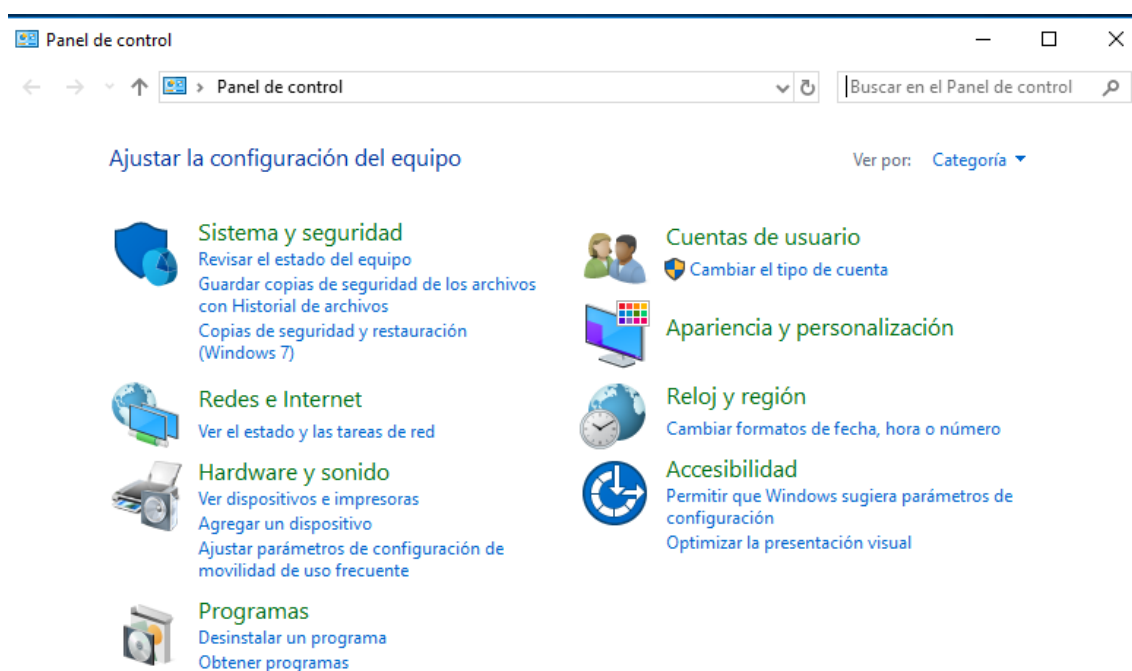 Panel de control
Panel de control
Buscar en el Panel de control
Ajustar la configuración del equipo
Ver por: Categoría
Sistema y seguridad
Revisar el estado del equipo
Guardar copias de seguridad de los archivos
con Historial de archivos
Copias de seguridad y restauración
(Windows 7)
Redes e Internet
Ver el estado y las tareas de red
Hardware y sonido
Ver dispositivos e impresoras
Agregar un dispositivo
Ajustar parámetros de configuración de
movilidad de uso frecuente
Programas
Desinstalar un programa
Obtener programas
Cuentas de usuario
Cambiar el tipo de cuenta
Apariencia y personalización
Reloj y región
Cambiar formatos de fecha, hora o número
Accesibilidad
Permitir que Windows sugiera parámetros de
configuración
Optimizar la presentación visual